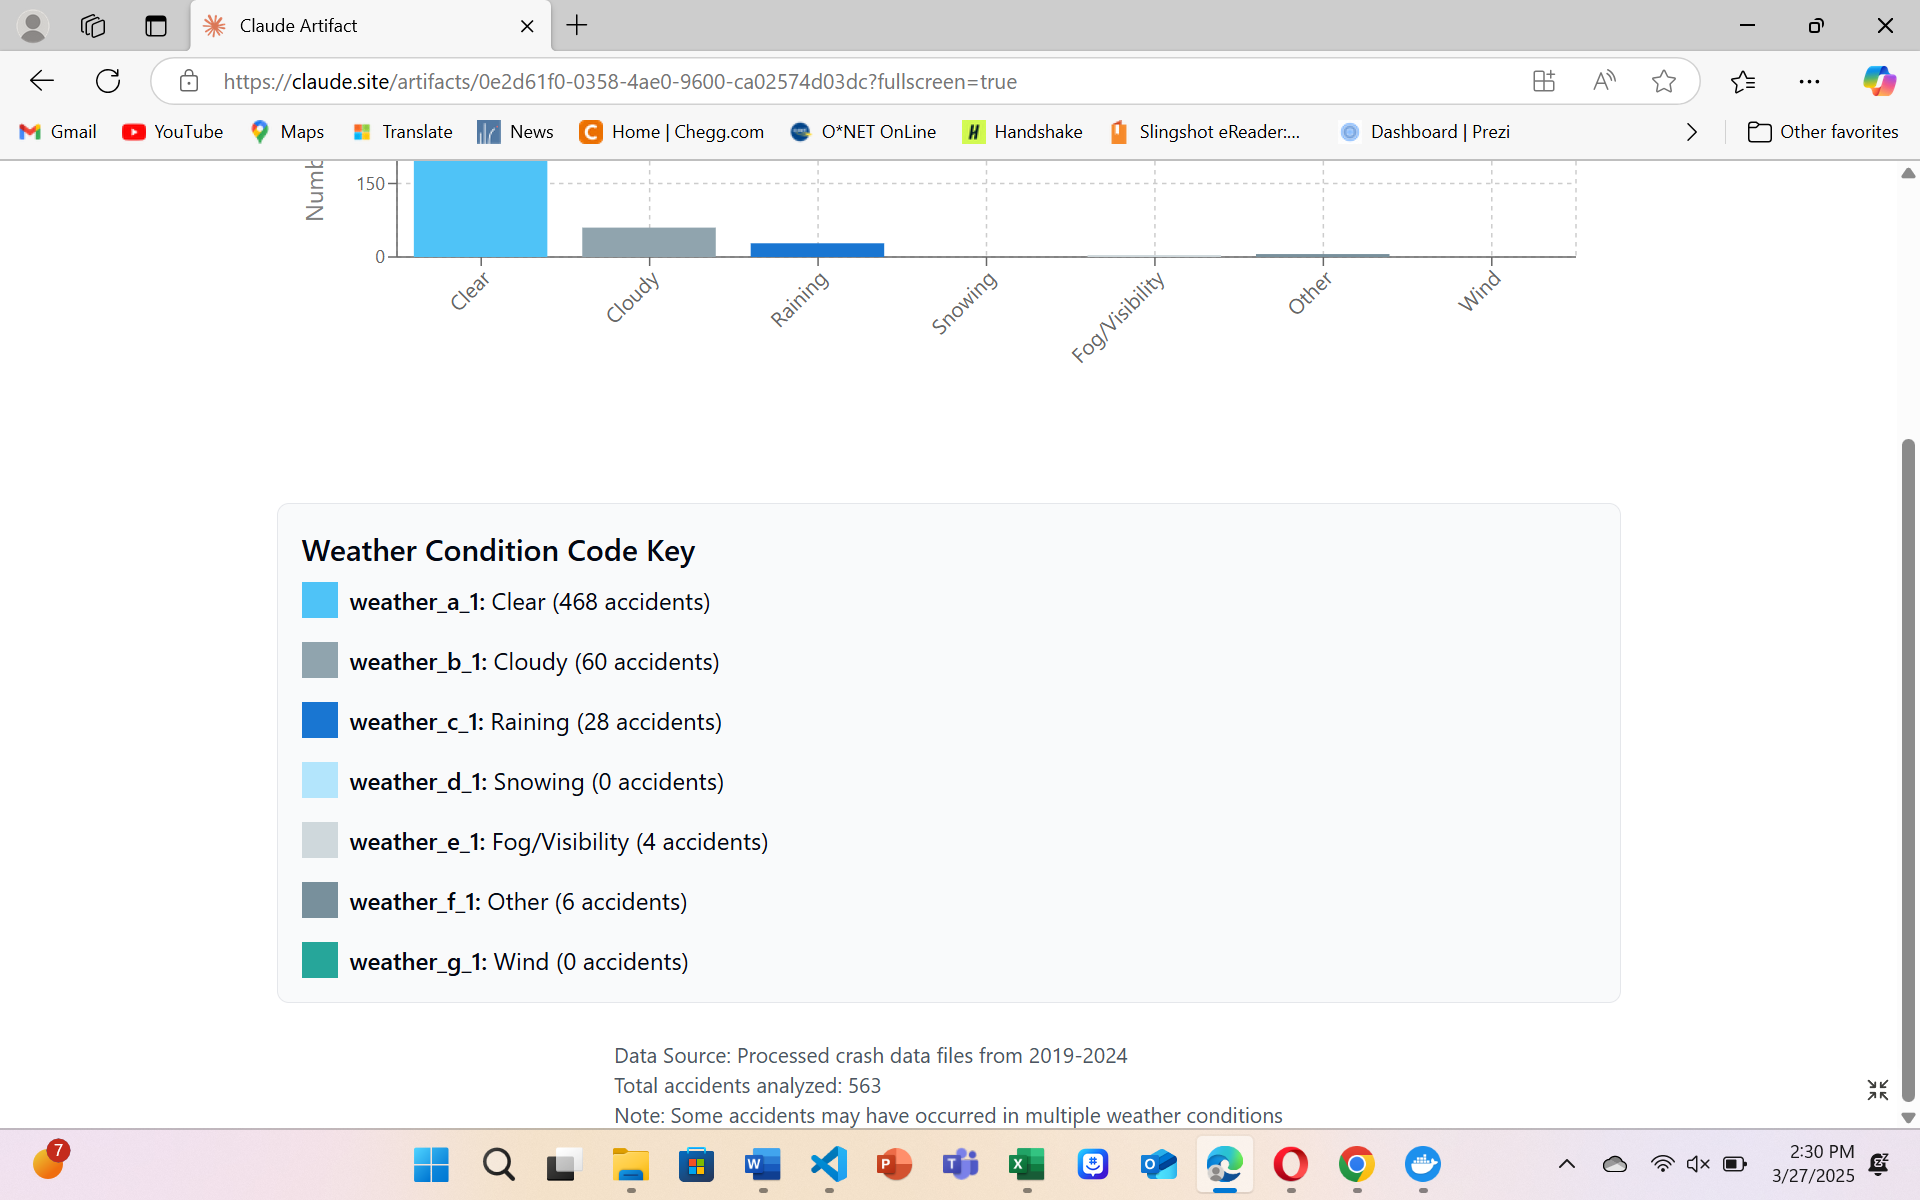 Claude Artifact
https://claude.site/artifacts/0e2d61f0-0358-4ae0-9600-ca02574d03dc?fullscreen=true
Gmail YouTube Maps Translate News Home | Chegg.com O*NET OnLine Handshake Slingshot eReader:... Dashboard | Prezi Other favorites
Numb
150
0
Clear Cloudy Raining Snowing Fog/Visibility Other Wind
Weather Condition Code Key
weather_a_1: Clear (468 accidents)
weather_b_1: Cloudy (60 accidents)
weather_c_1: Raining (28 accidents)
weather_d_1: Snowing (0 accidents)
weather_e_1: Fog/Visibility (4 accidents)
weather_f_1: Other (6 accidents)
weather_g_1: Wind (0 accidents)
Data Source: Processed crash data files from 2019-2024
Total accidents analyzed: 563
Note: Some accidents may have occurred in multiple weather conditions
7
2:30 PM
3/27/2025